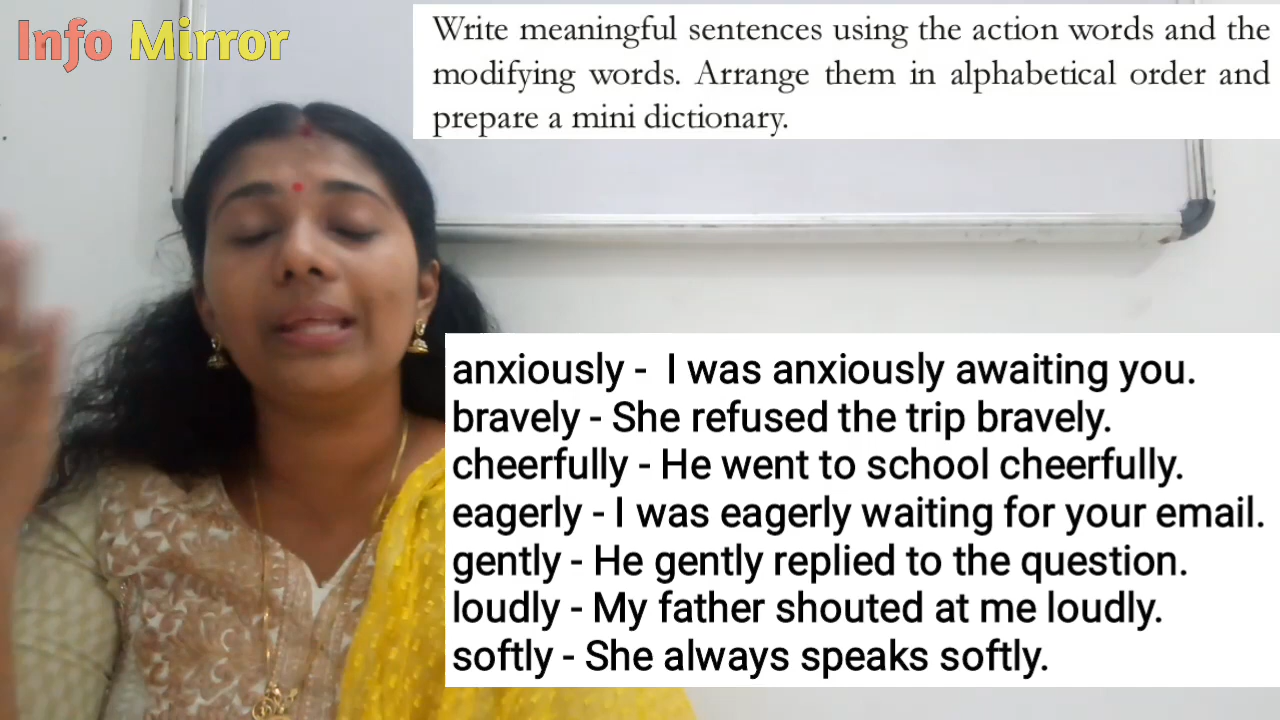 Info Mirror
Write meaningful sentences using the action words and the
modifying words. Arrange them in alphabetical order and
prepare a mini dictionary.
anxiously - I was anxiously awaiting you.
bravely - She refused the trip bravely.
cheerfully - He went to school cheerfully.
eagerly - I was eagerly waiting for your email.
gently - He gently replied to the question.
loudly - My father shouted at me loudly.
softly - She always speaks softly.